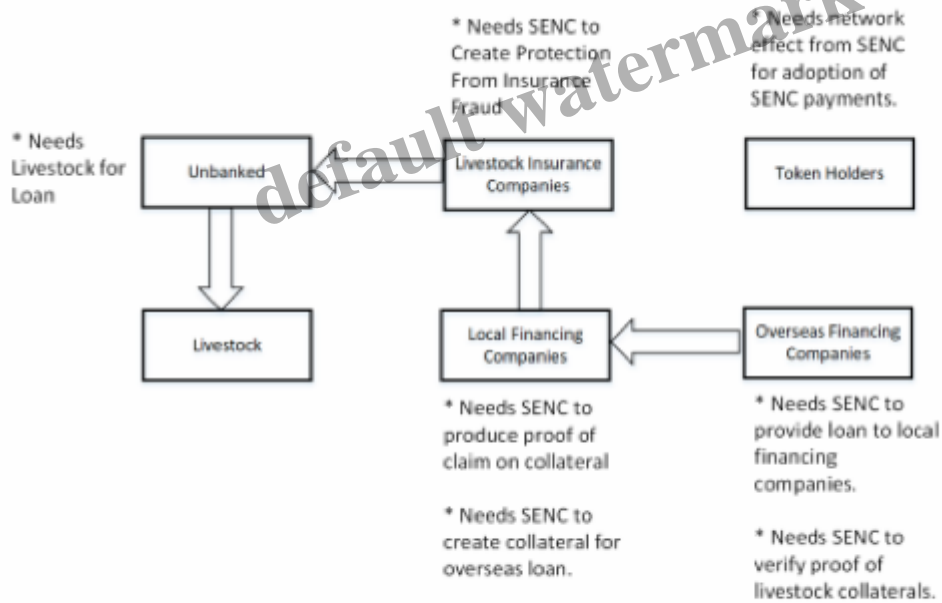 * Needs SENC to
Create Protection
From Insurance
Fraud
* Needs network
effect from SENC
for adoption of
SENC payments.
* Needs
Livestock for
Loan
Unbanked
Livestock Insurance
Companies
Token Holders
default watermark
Livestock
Local Financing
Companies
Overseas Financing
Companies
* Needs SENC to
produce proof of
claim on collateral
* Needs SENC to
create collateral for
overseas loan.
* Needs SENC to
provide loan to local
financing
companies.
* Needs SENC to
verify proof of
livestock collaterals.